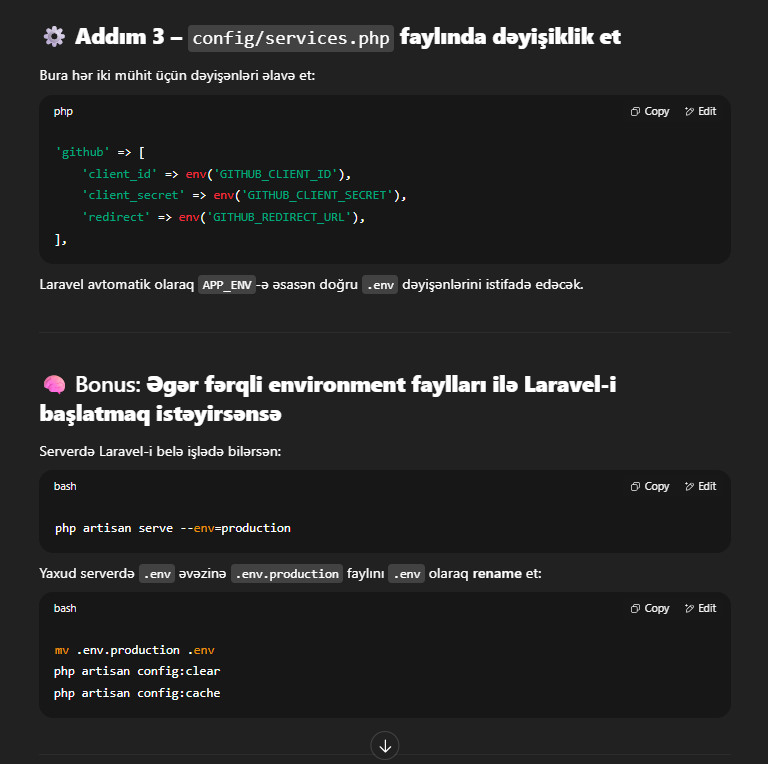 ⚙️ Addım 3 – config/services.php faylında dəyişiklik et
Bura hər iki mühit üçün dəyişənləri əlavə et:
php Copy Edit
'github' => [
    'client_id' => env('GITHUB_CLIENT_ID'),
    'client_secret' => env('GITHUB_CLIENT_SECRET'),
    'redirect' => env('GITHUB_REDIRECT_URL'),
],
Laravel avtomatik olaraq APP_ENV-ə əsasən doğru .env dəyişənlərini istifadə edəcək.
🧠 Bonus: Əgər fərqli environment faylları ilə Laravel-i
başlatmaq istəyirsənsə
Serverdə Laravel-i belə işlədə bilərsən:
bash Copy Edit
php artisan serve --env=production
Yaxud serverdə .env əvəzinə .env.production faylını .env olaraq rename et:
bash Copy Edit
mv .env.production .env
php artisan config:clear
php artisan config:cache